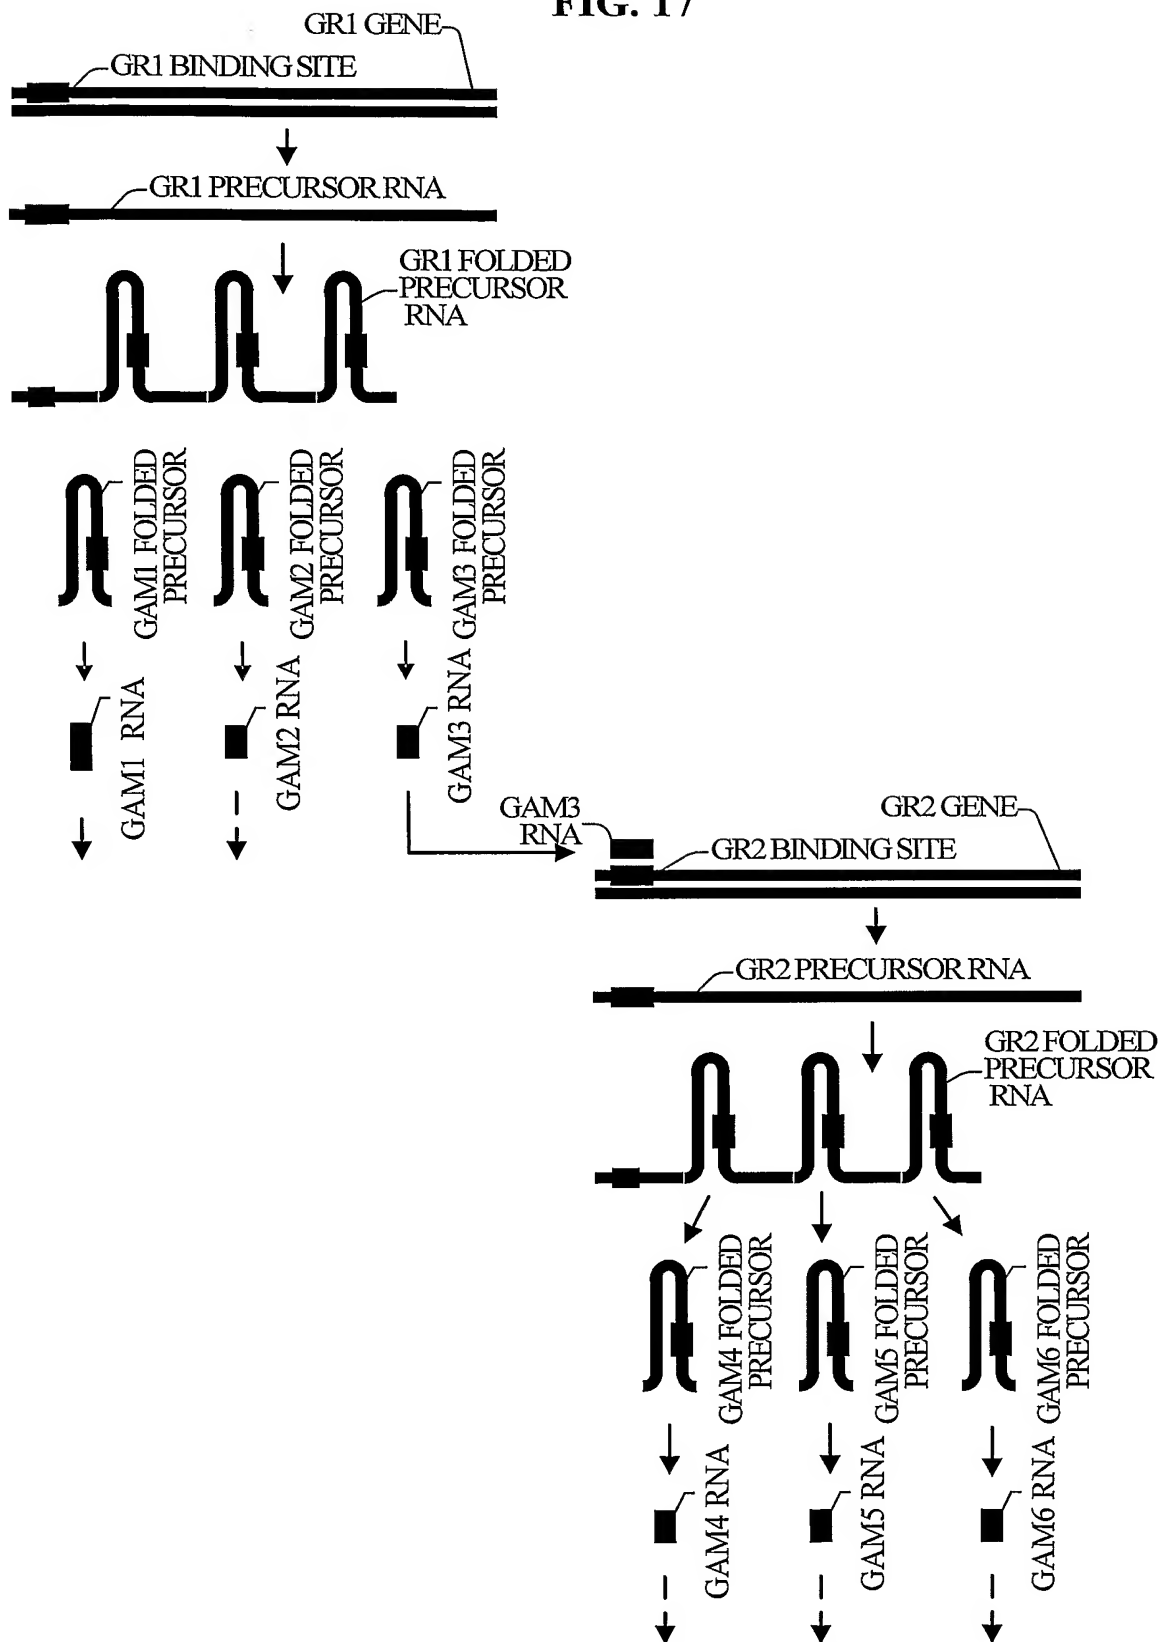 FIG. 17
GR1 GENE
GR1 BINDING SITE
GR1 PRECURSOR RNA
GR1 FOLDED
PRECURSOR
RNA
GAM1 FOLDED
PRECURSOR
GAM2 FOLDED
PRECURSOR
GAM3 FOLDED
PRECURSOR
GAM1 RNA
GAM2 RNA
GAM3 RNA
GAM3
RNA
GR2 GENE
GR2 BINDING SITE
GR2 PRECURSOR RNA
GR2 FOLDED
PRECURSOR
RNA
GAM4 FOLDED
PRECURSOR
GAM5 FOLDED
PRECURSOR
GAM6 FOLDED
PRECURSOR
GAM4 RNA
GAM5 RNA
GAM6 RNA